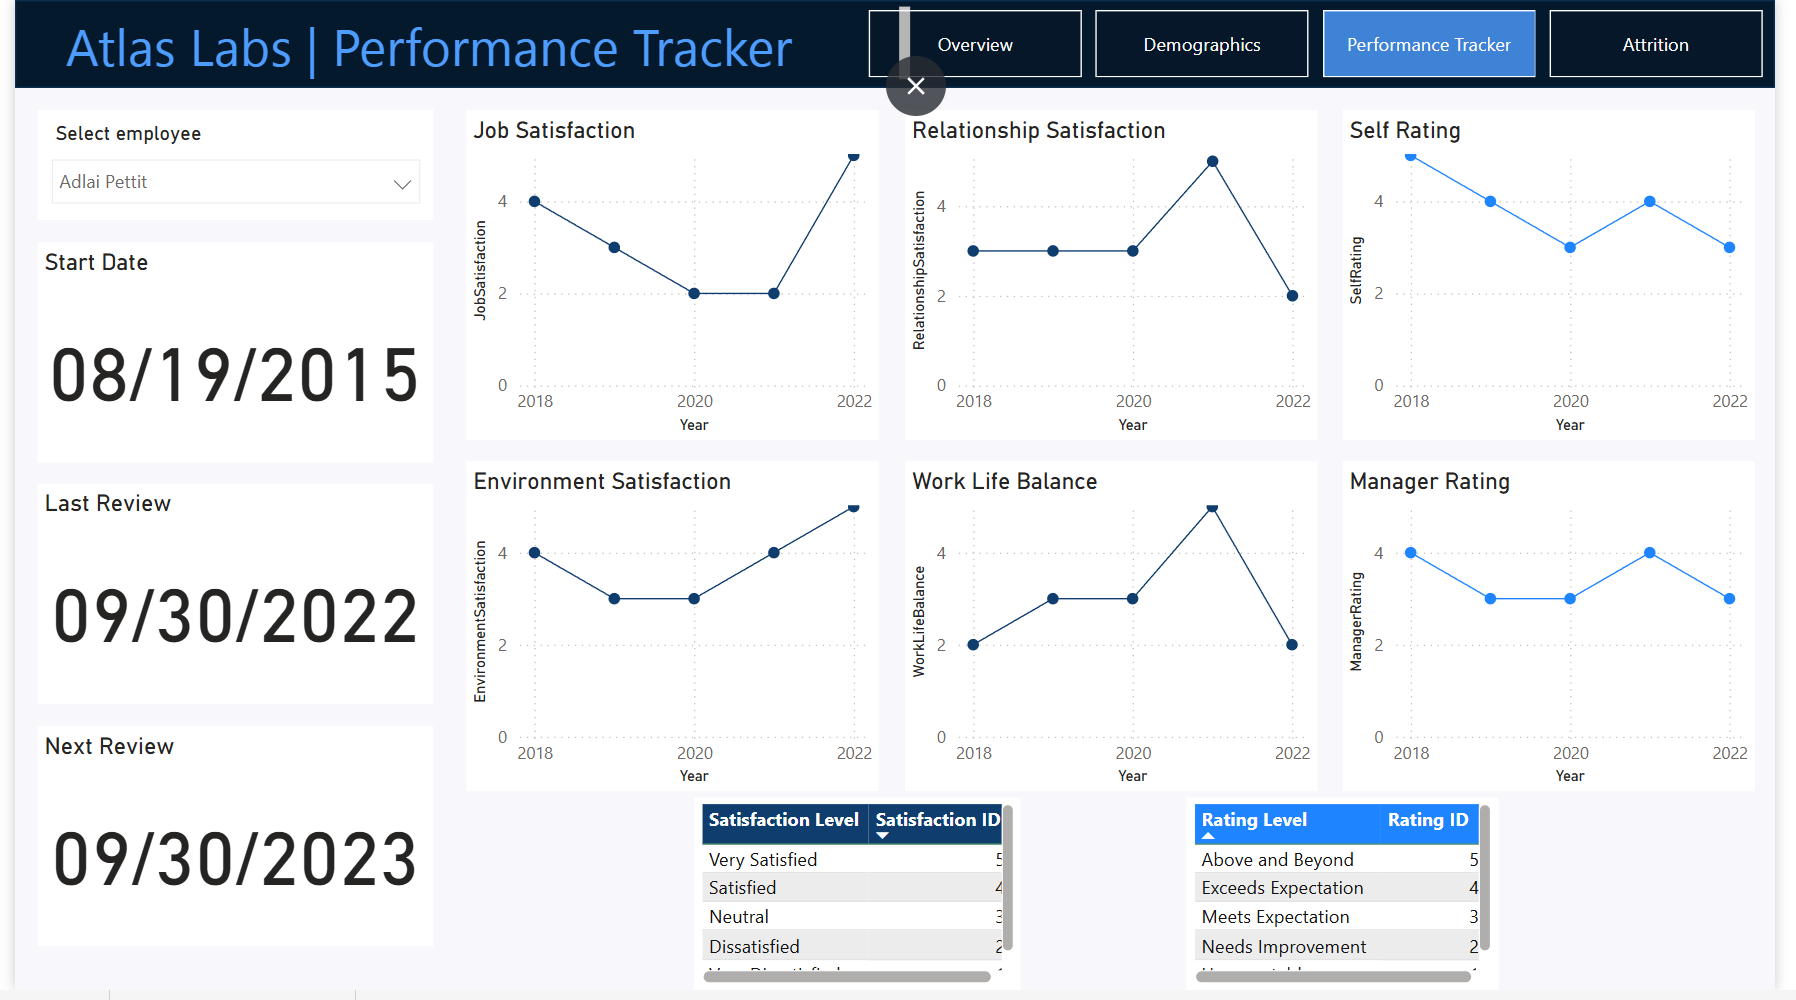 Atlas Labs | Performance Tracker
Overview
Demographics
Performance Tracker
Attrition
Select employee
Adlai Pettit
Start Date
08/19/2015
Last Review
09/30/2022
Next Review
09/30/2023
Job Satisfaction
JobSatisfaction
4
2
0
2018 2020 2022
Year
Relationship Satisfaction
RelationshipSatisfaction
4
2
0
2018 2020 2022
Year
Self Rating
SelfRating
4
2
0
2018 2020 2022
Year
Environment Satisfaction
EnvironmentSatisfaction
4
2
0
2018 2020 2022
Year
Work Life Balance
WorkLifeBalance
4
2
0
2018 2020 2022
Year
Manager Rating
ManagerRating
4
2
0
2018 2020 2022
Year
Satisfaction Level Satisfaction ID
Very Satisfied 5
Satisfied 4
Neutral 3
Dissatisfied 2
Rating Level Rating ID
Above and Beyond 5
Exceeds Expectation 4
Meets Expectation 3
Needs Improvement 2